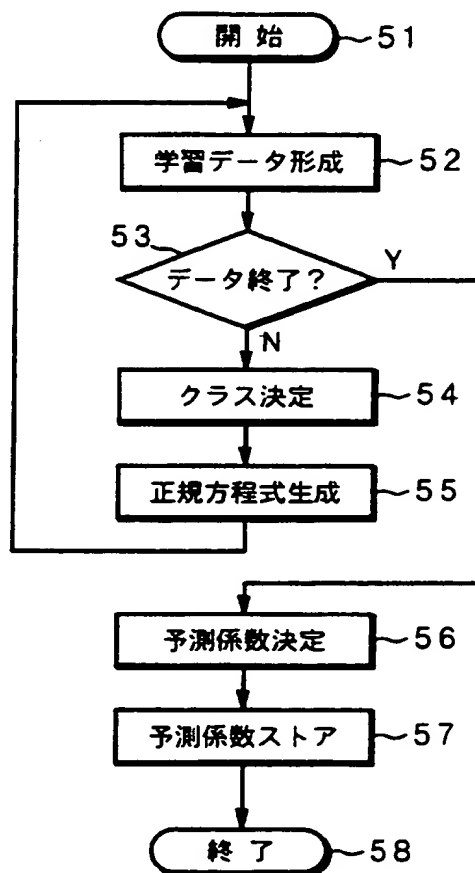 開始 51
学習データ形成 52
53
データ終了? Y
N
クラス決定 54
正規方程式生成 55
予測係数決定 56
予測係数ストア 57
終了 58